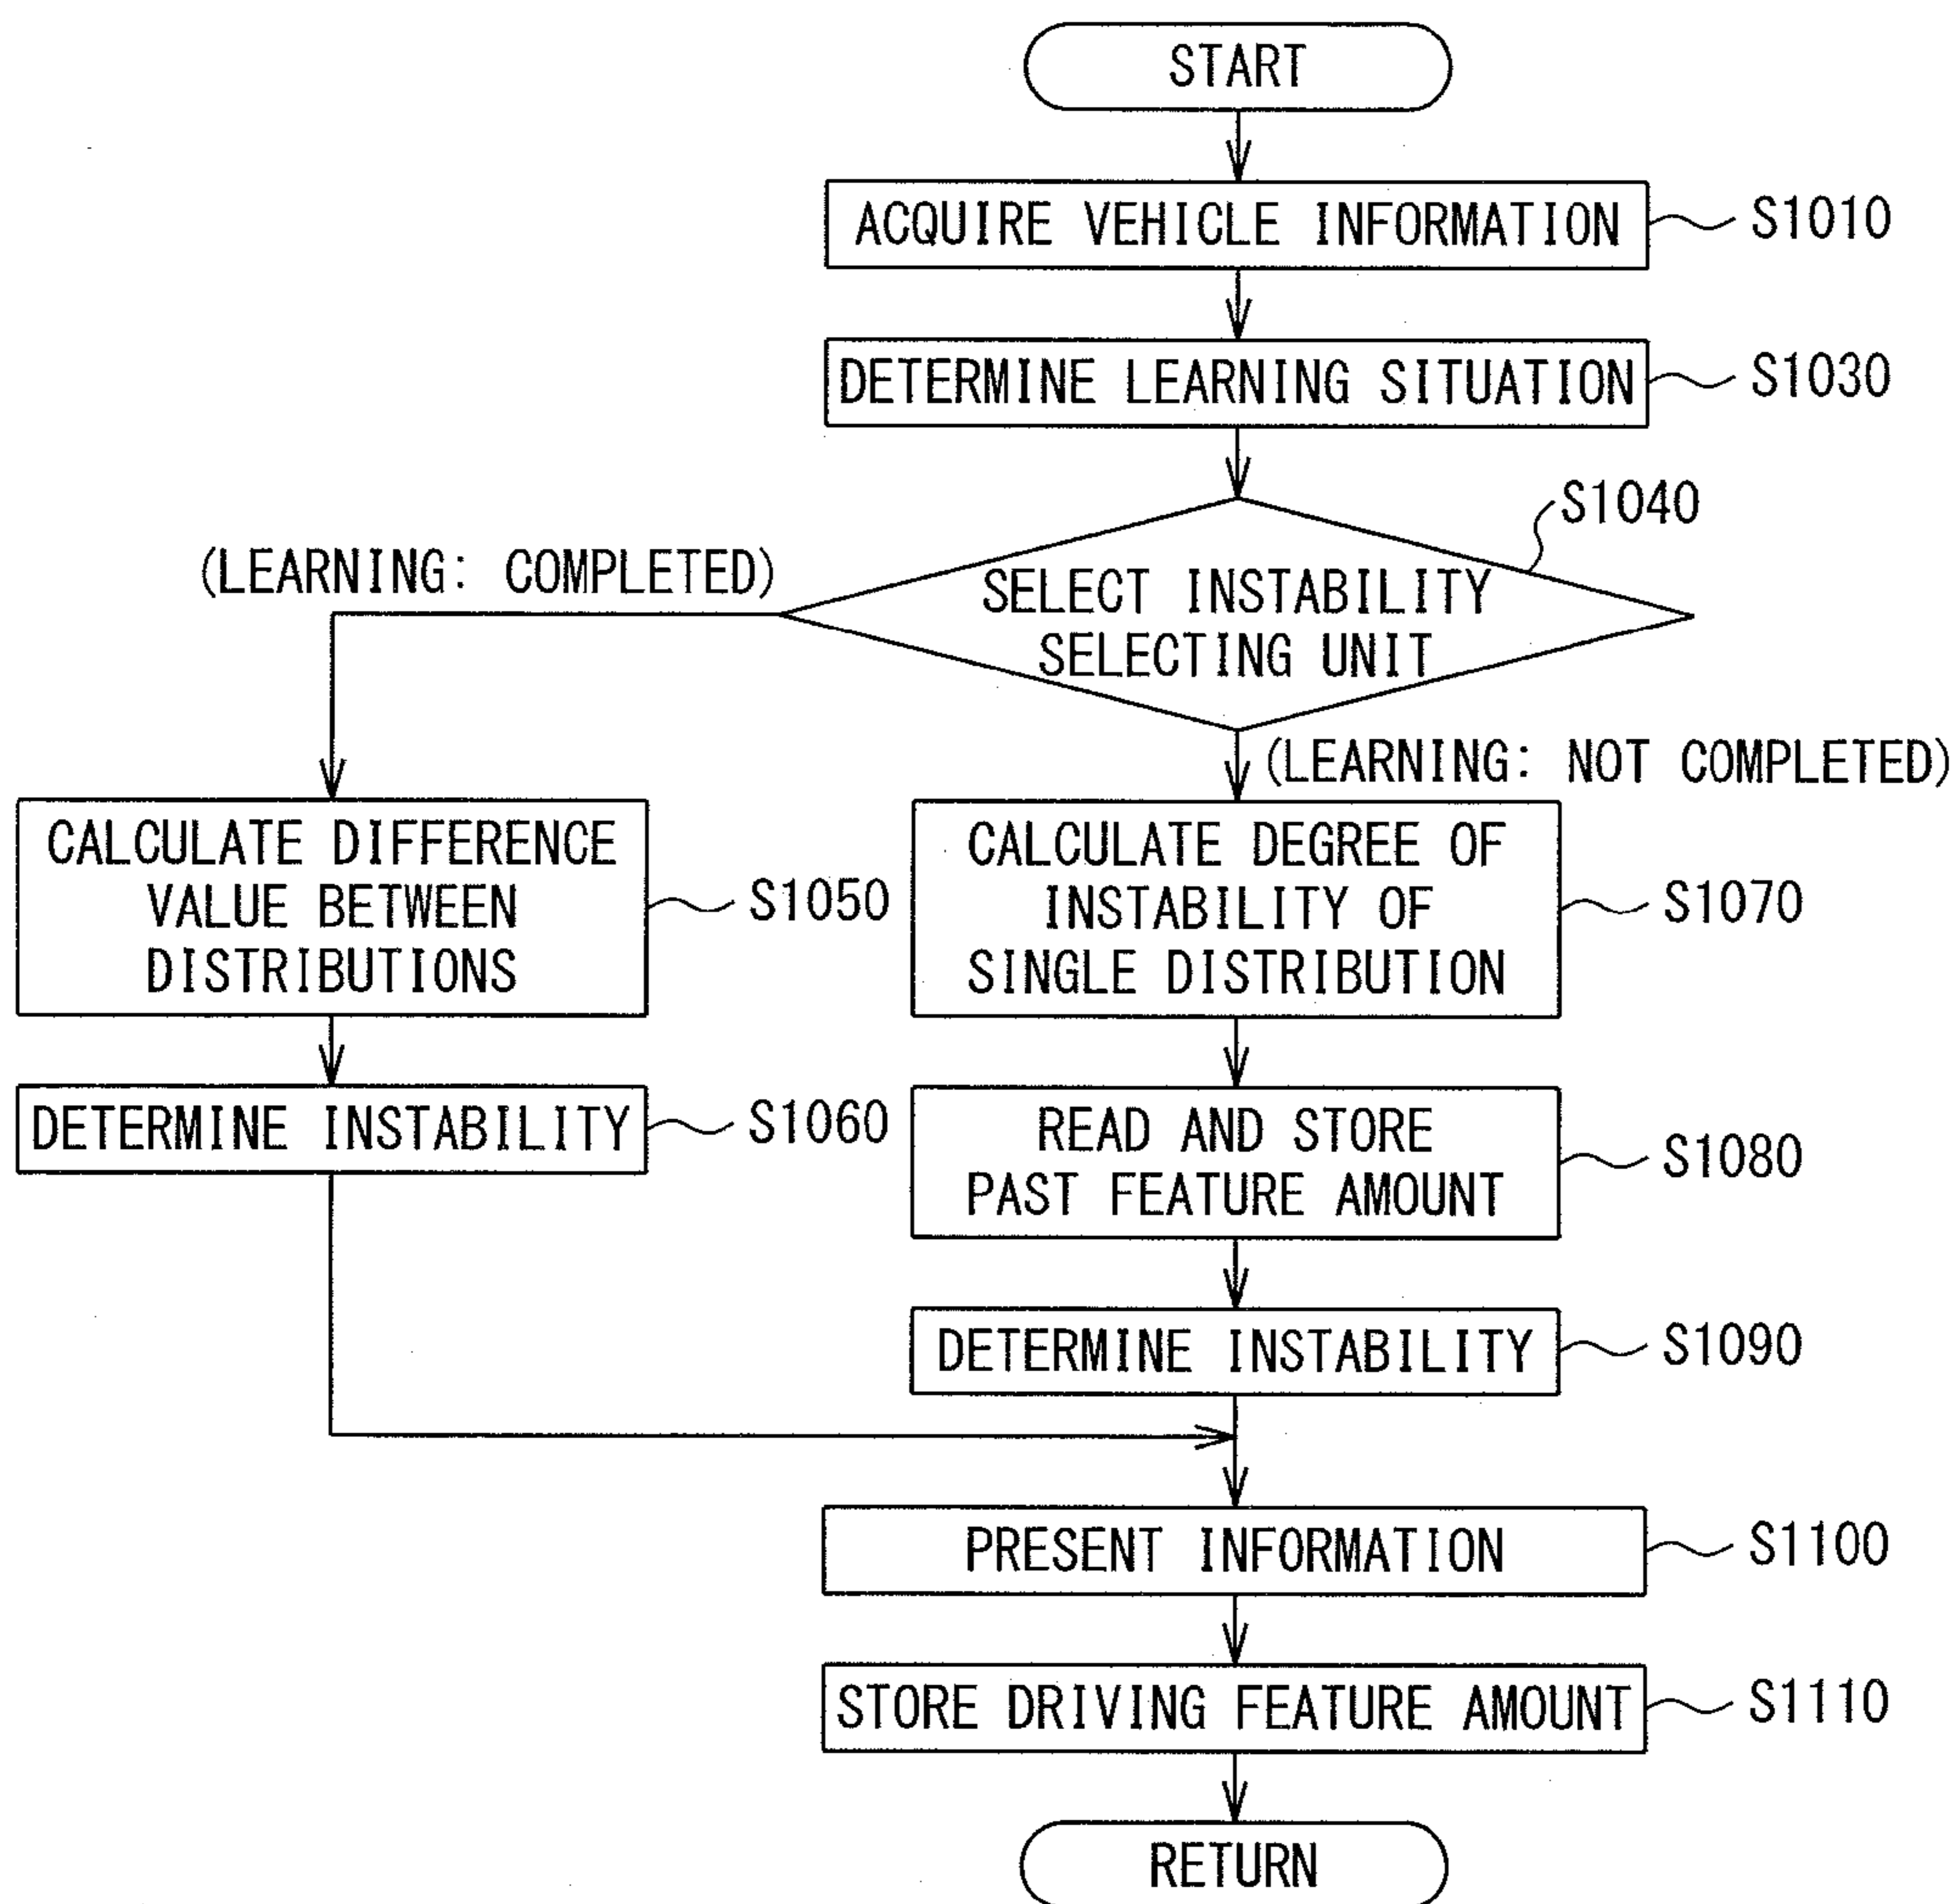 START
ACQUIRE VEHICLE INFORMATION
S1010
DETERMINE LEARNING SITUATION
S1030
S1040
(LEARNING: COMPLETED)
SELECT INSTABILITY
SELECTING UNIT
(LEARNING: NOT COMPLETED)
CALCULATE DIFFERENCE
VALUE BETWEEN
DISTRIBUTIONS
S1050
CALCULATE DEGREE OF
INSTABILITY OF
SINGLE DISTRIBUTION
S1070
DETERMINE INSTABILITY
S1060
READ AND STORE
PAST FEATURE AMOUNT
S1080
DETERMINE INSTABILITY
S1090
PRESENT INFORMATION
S1100
STORE DRIVING FEATURE AMOUNT
S1110
RETURN